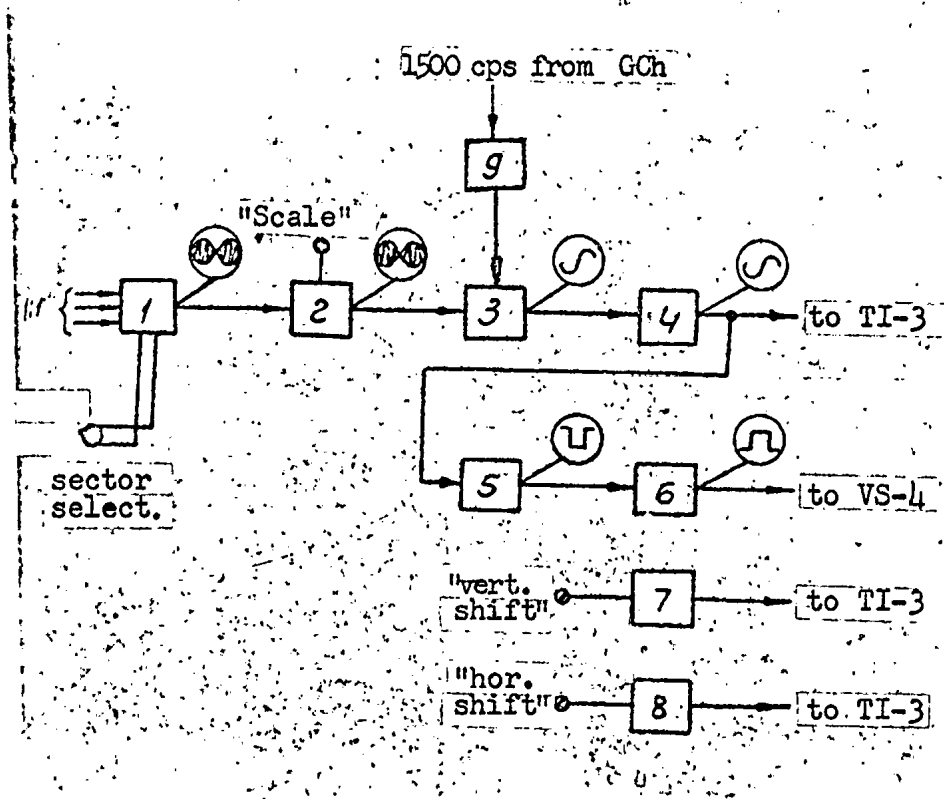 1500 cps from GCh
9
"Scale"
1
2
3
4
to TI-3
sector
select.
5
6
to VS-4
"vert.
shift"
7
to TI-3
"hor.
shift"
8
to TI-3